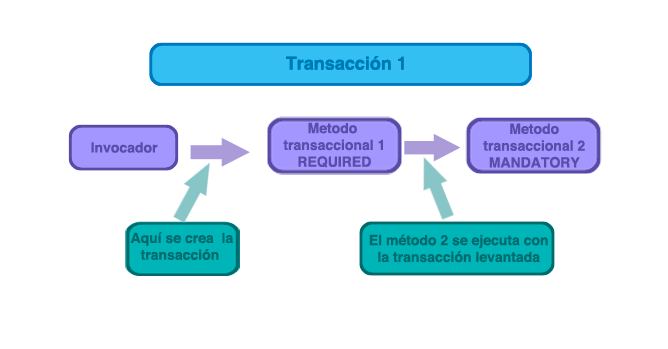 Transacción 1
Invocador
Metodo
transaccional 1
REQUIRED
Metodo
transaccional 2
MANDATORY
Aquí se crea la
transacción
El método 2 se ejecuta con
la transacción levantada